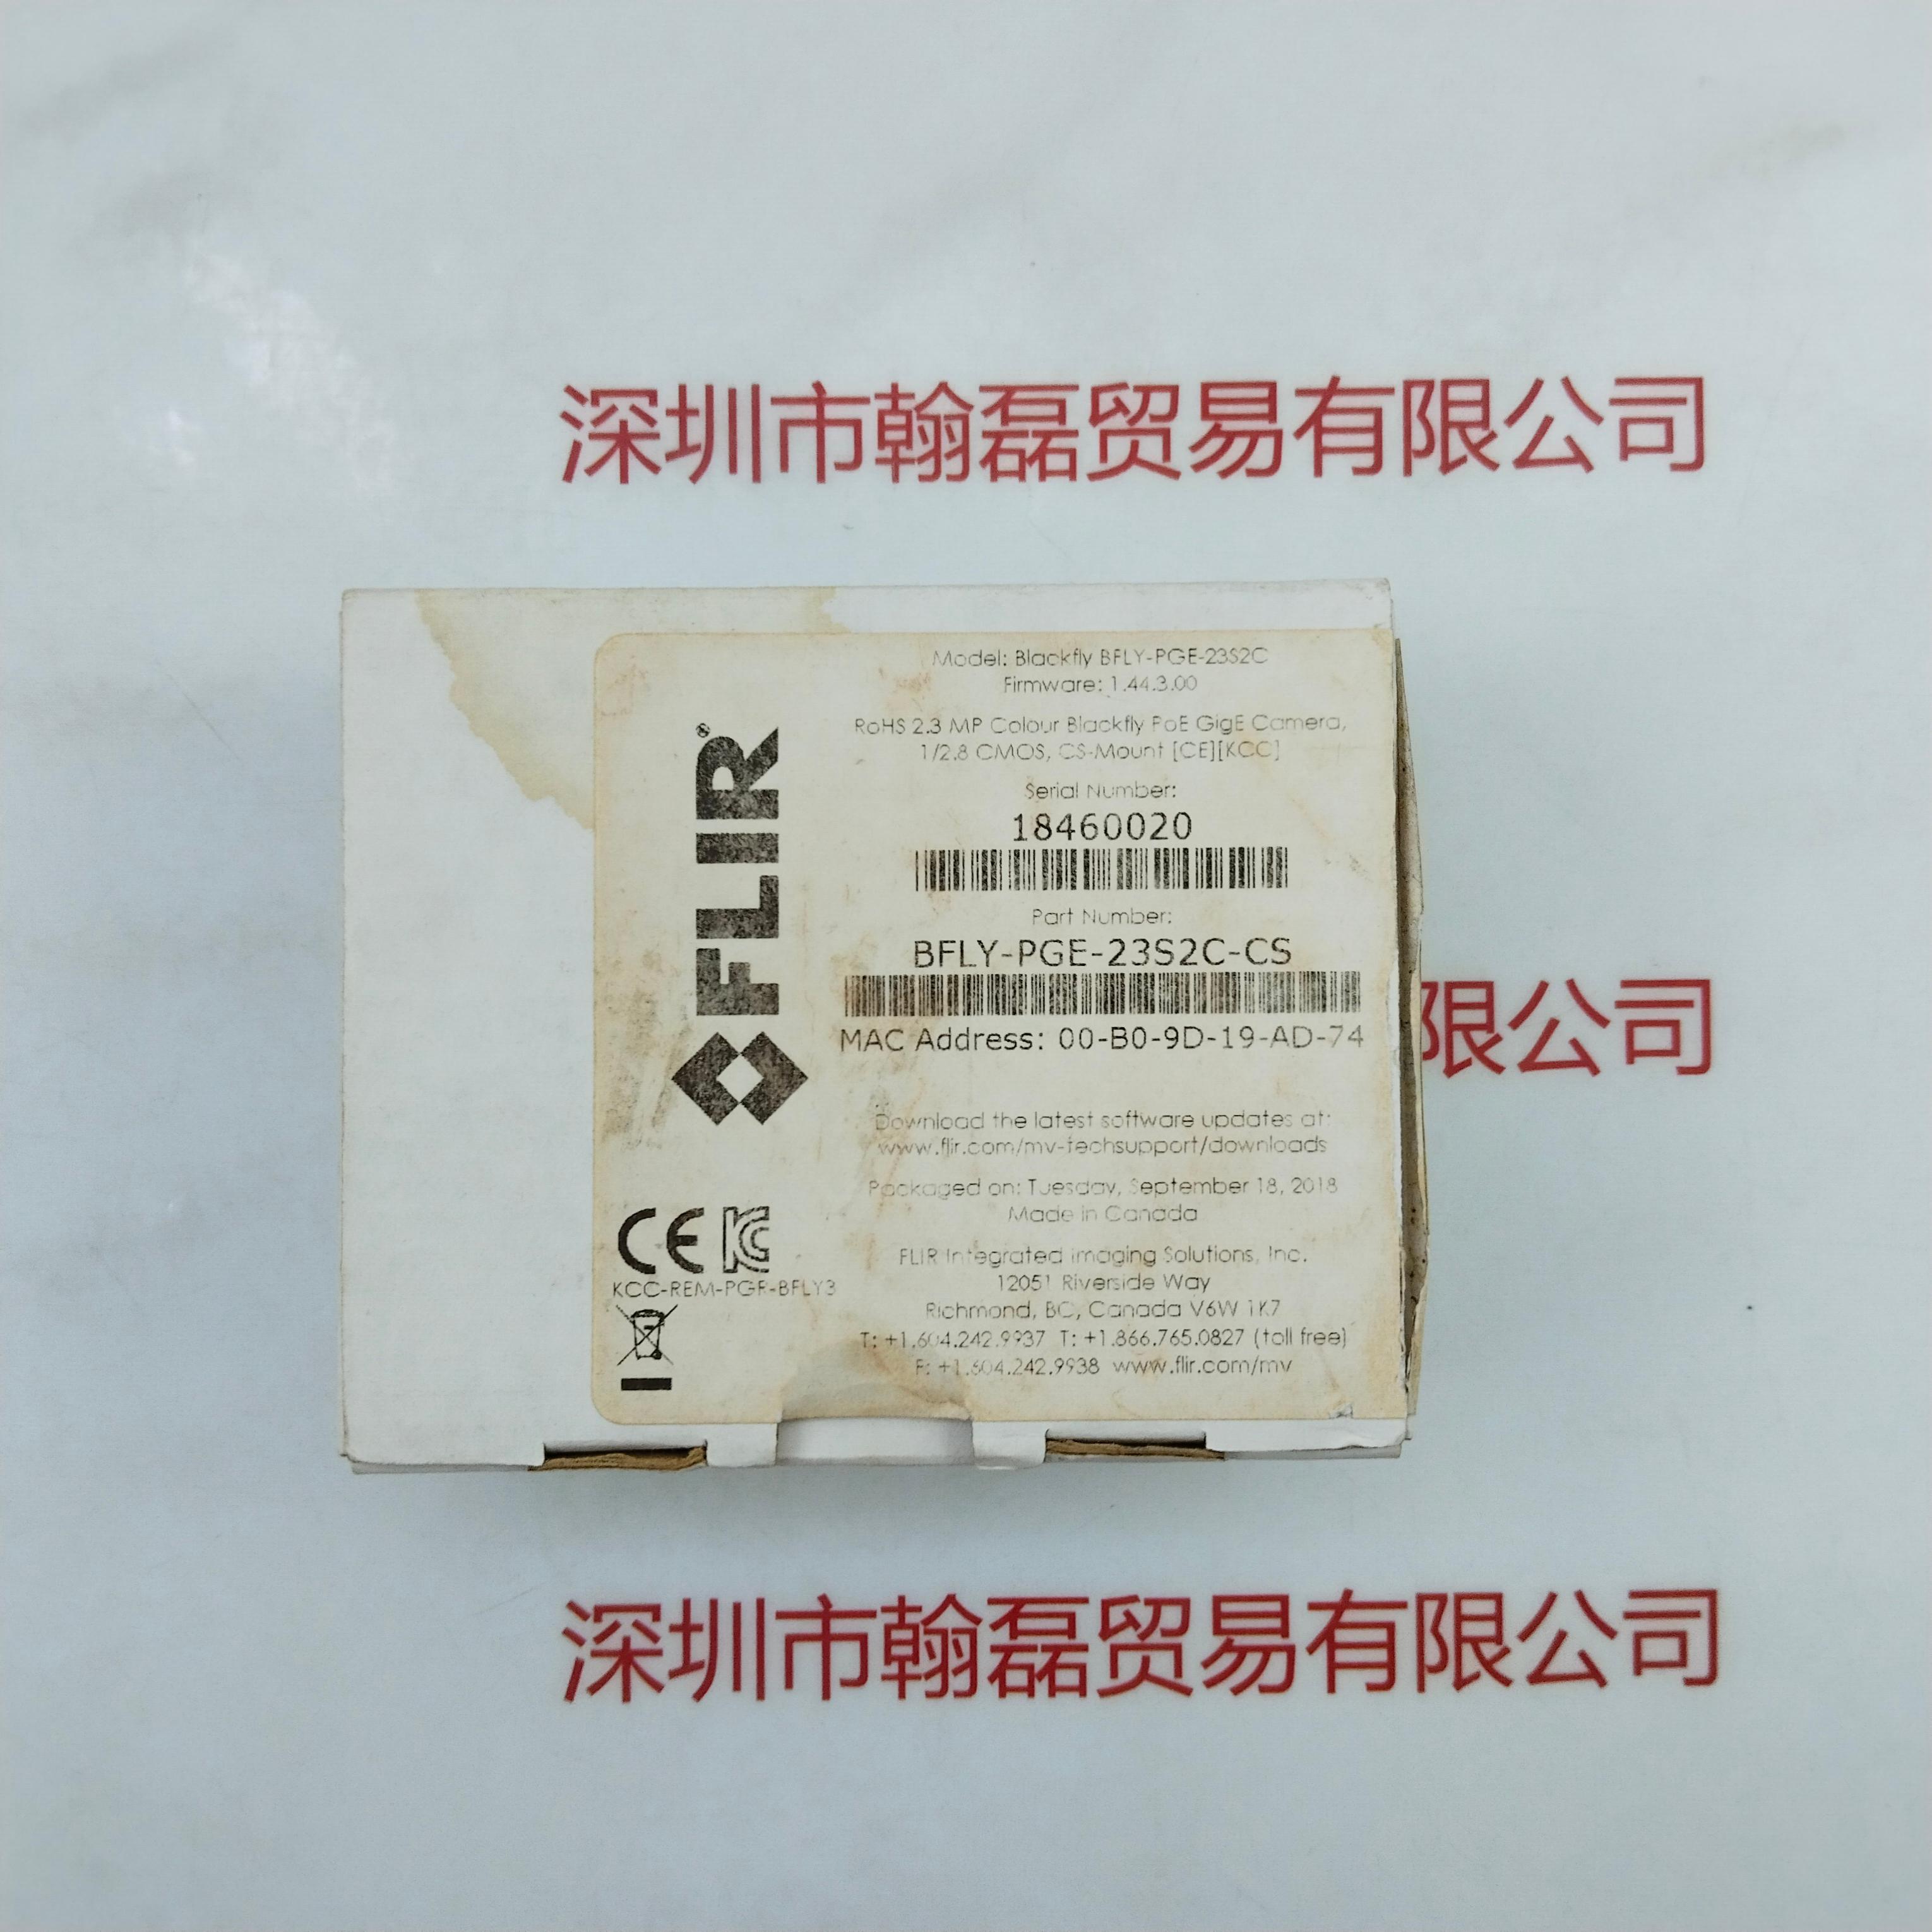 深圳市翰磊贸易有限公司
Model: Blackfly BFLY-PGE-23S2C
Firmware: 1.44.3.00
RoHS 2.3 MP Colour Blackfly PoE GigE Camera,
1/2.8 CMOS, CS-Mount [CE][KCC]
Serial Number:
18460020
Part Number:
BFLY-PGE-23S2C-CS
MAC Address: 00-B0-9D-19-AD-74
FLIR®
限公司
Download the latest software updates at:
www.flir.com/mv-techsupport/downloads
Packaged on: Tuesday, September 18, 2018
Made in Canada
CE KC
KCC-REM-PGR-BFLY3
FLIR Integrated Imaging Solutions, Inc.
12051 Riverside Way
Richmond, BC, Canada V6W 1K7
T: +1.604.242.9937 T: +1.866.765.0827 (toll free)
F: +1.604.242.9938 www.flir.com/mv
深圳市翰磊贸易有限公司